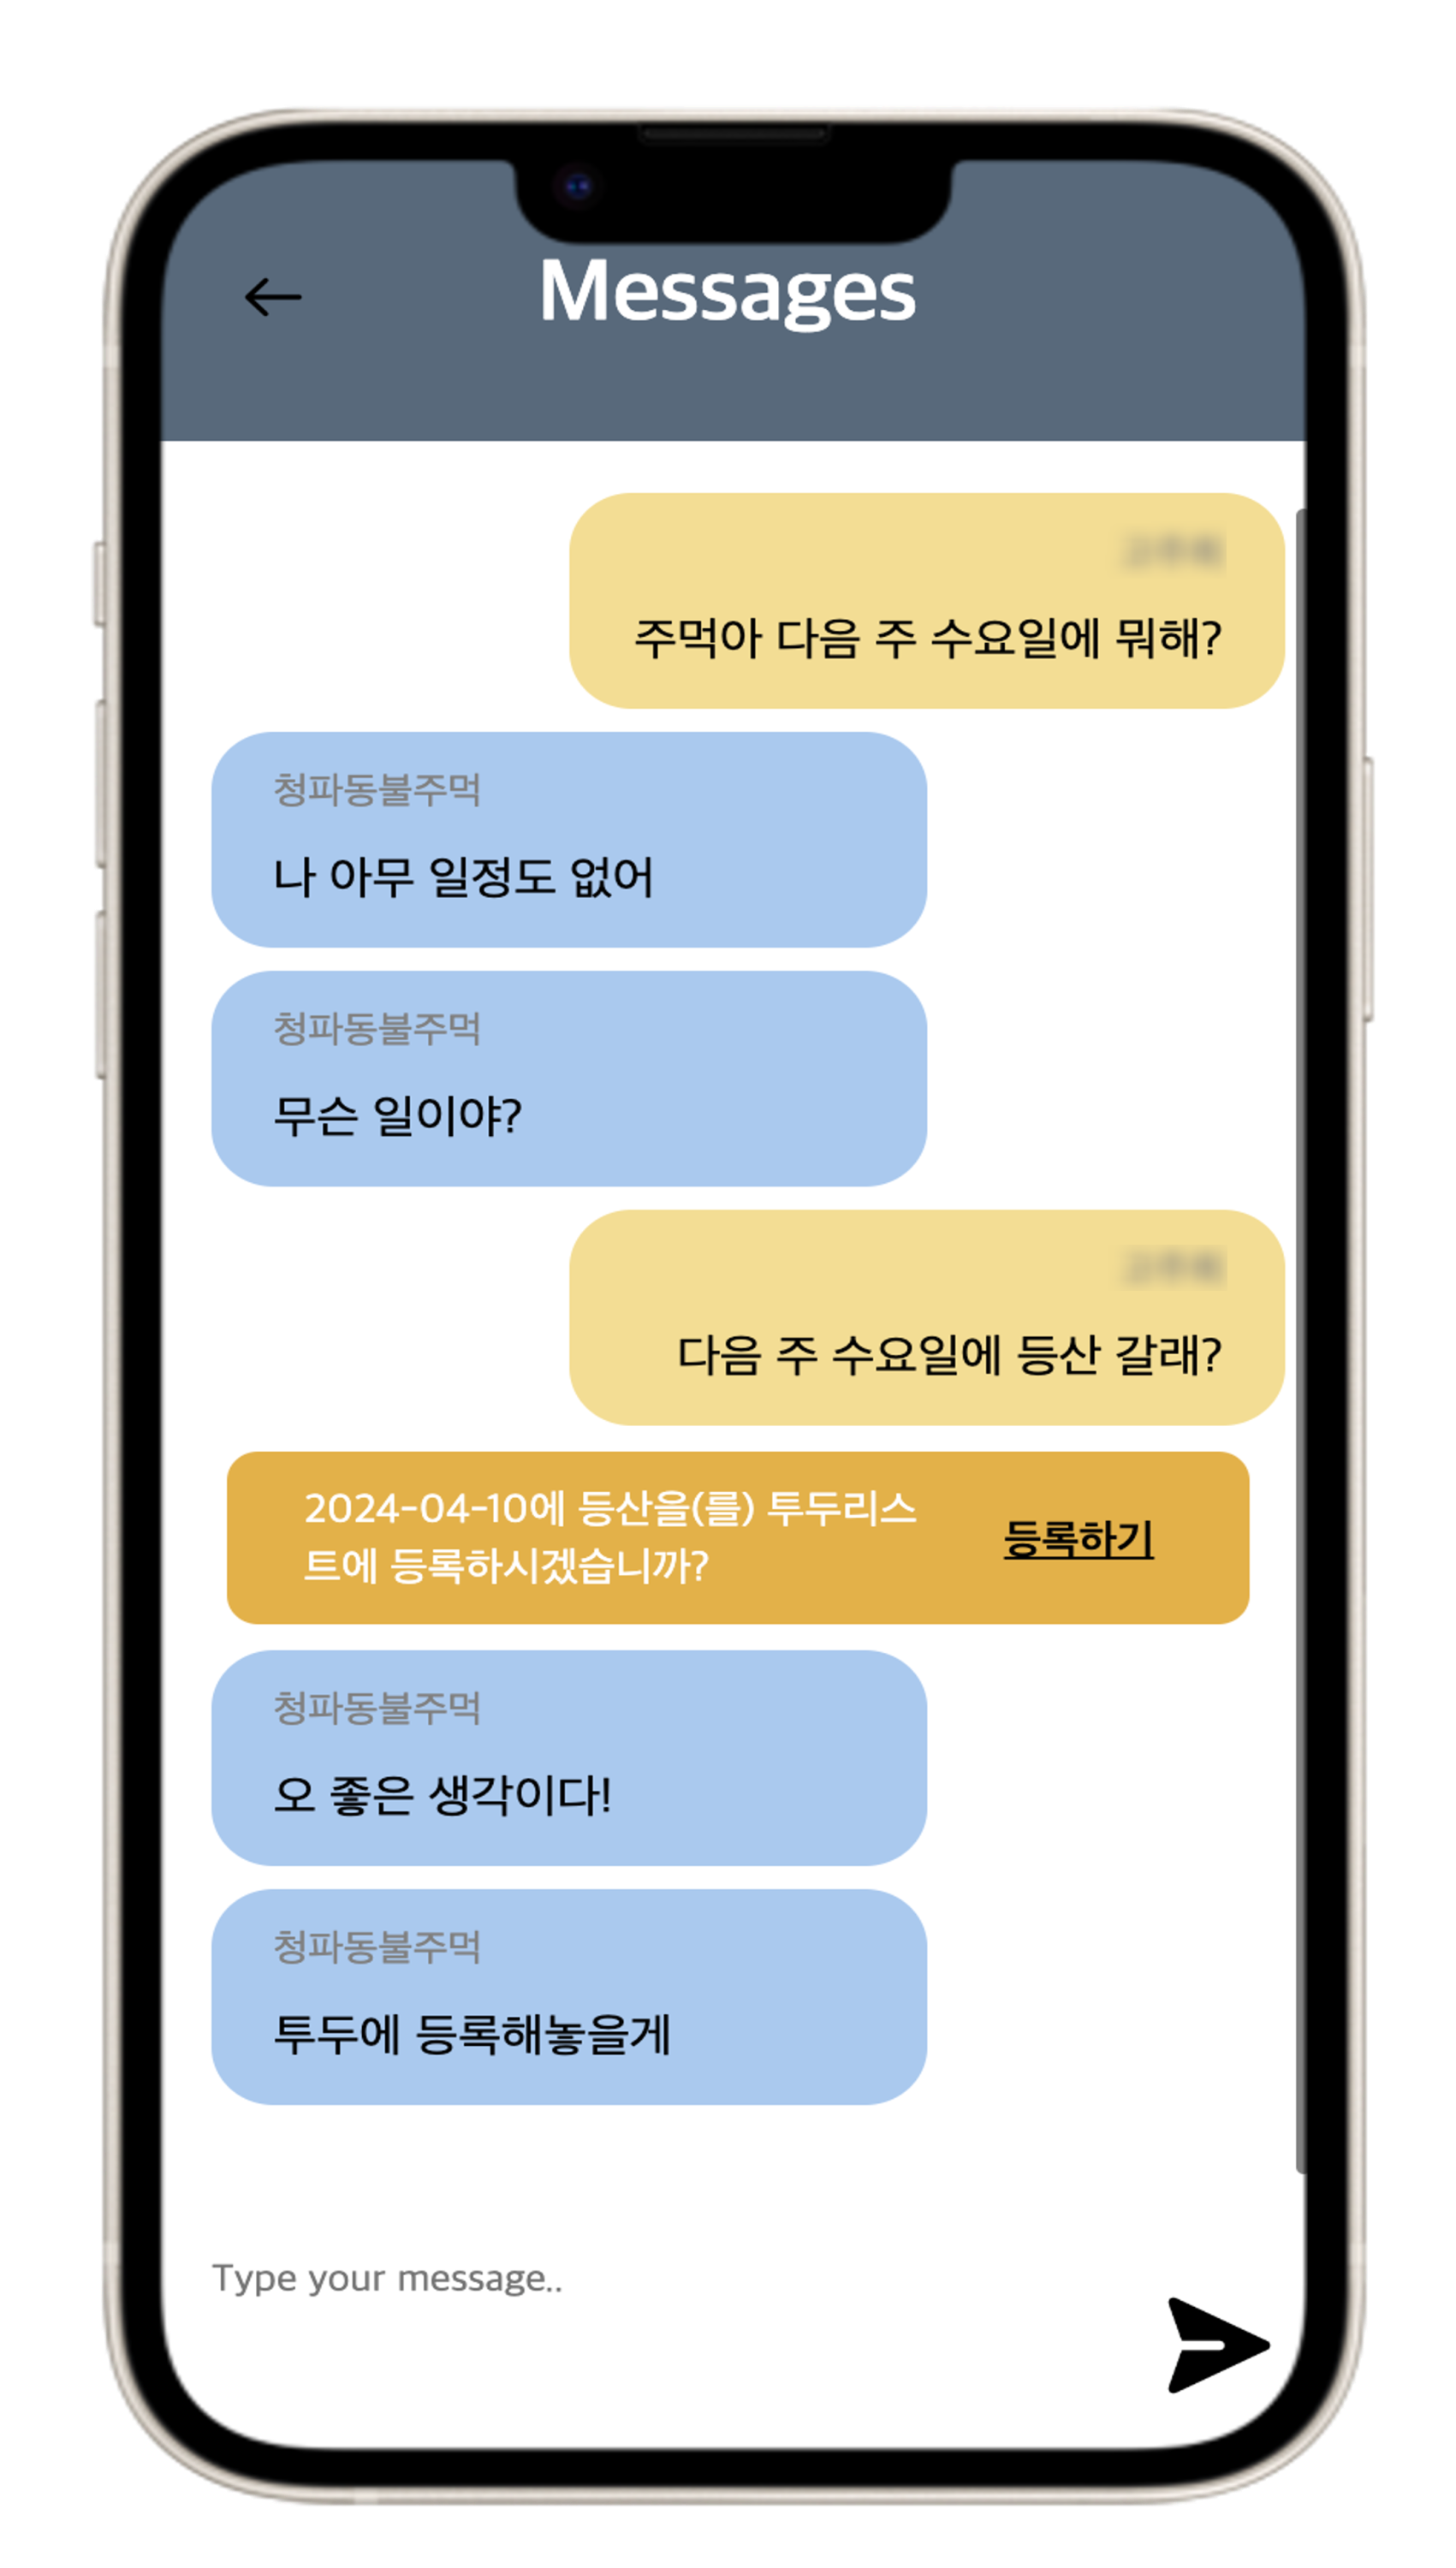 Messages
주먹아 다음 주 수요일에 뭐해?
청파동불주먹
나 아무 일정도 없어
청파동불주먹
무슨 일이야?
다음 주 수요일에 등산 갈래?
2024-04-10에 등산을(를) 투두리스
트에 등록하시겠습니까?
등록하기
청파동불주먹
오 좋은 생각이다!
청파동불주먹
투두에 등록해놓을게
Type your message..